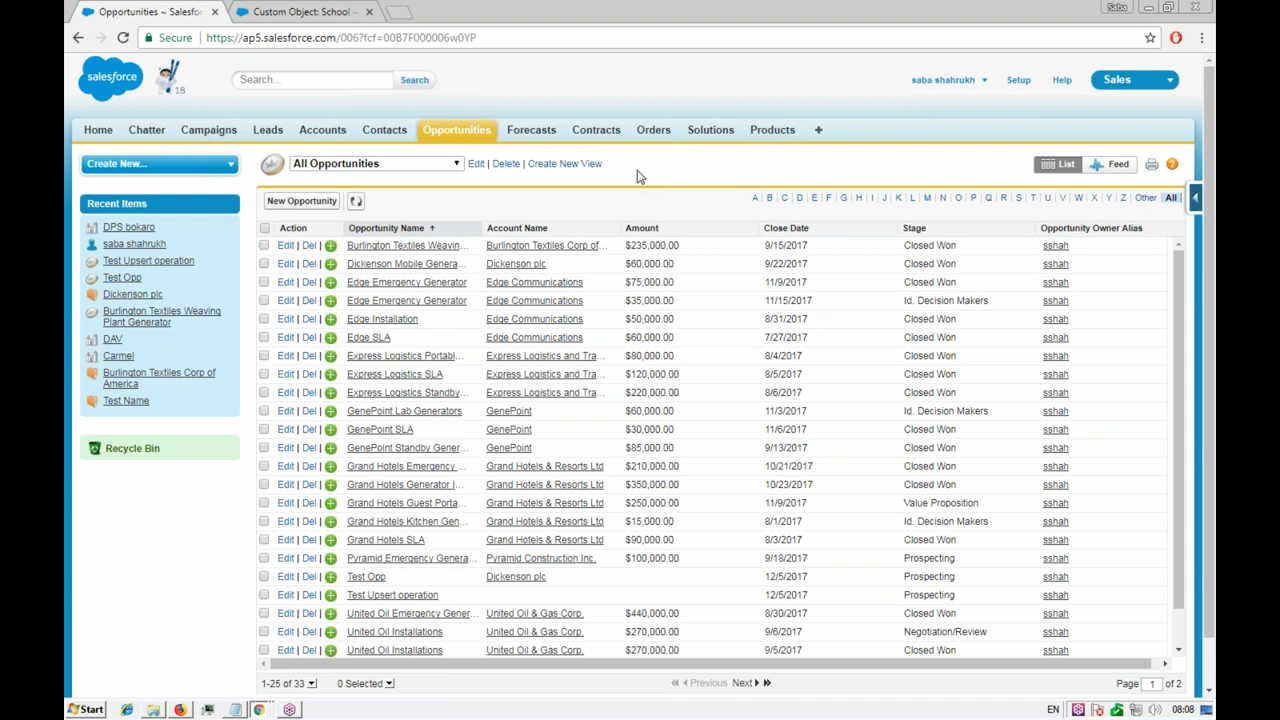 Opportunities ~ Salesfor
Custom Object: School -
Saba
Secure
https://ap5.salesforce.com/006?fcf=00B7F000006w0YP
salesforce
18
Search...
Search
saba shahrukh
Setup
Help
Sales
Home
Chatter
Campaigns
Leads
Accounts
Contacts
Opportunities
Forecasts
Contracts
Orders
Solutions
Products
+
Create New...
All Opportunities
Edit | Delete | Create New View
List
Feed
Recent Items
DPS bokaro
saba shahrukh
Test Upsert operation
Test Opp
Dickenson plc
Burlington Textiles Weaving
Plant Generator
DAV
Carmel
Burlington Textiles Corp of
America
Test Name
Recycle Bin
New Opportunity
A B C D E F G H I J K L M N O P Q R S T U V W X Y Z Other All
Action Opportunity Name Account Name Amount Close Date Stage Opportunity Owner Alias
Edit | Del Burlington Textiles Weavin... Burlington Textiles Corp of... $235,000.00 9/15/2017 Closed Won sshah
Edit | Del Dickenson Mobile Genera... Dickenson plc $60,000.00 9/22/2017 Closed Won sshah
Edit | Del Edge Emergency Generator Edge Communications $75,000.00 11/9/2017 Closed Won sshah
Edit | Del Edge Emergency Generator Edge Communications $35,000.00 11/15/2017 Id. Decision Makers sshah
Edit | Del Edge Installation Edge Communications $50,000.00 8/31/2017 Closed Won sshah
Edit | Del Edge SLA Edge Communications $60,000.00 7/27/2017 Closed Won sshah
Edit | Del Express Logistics Portabl... Express Logistics and Tra... $80,000.00 8/4/2017 Closed Won sshah
Edit | Del Express Logistics SLA Express Logistics and Tra... $120,000.00 8/5/2017 Closed Won sshah
Edit | Del Express Logistics Standby... Express Logistics and Tra... $220,000.00 8/6/2017 Closed Won sshah
Edit | Del GenePoint Lab Generators GenePoint $60,000.00 11/3/2017 Id. Decision Makers sshah
Edit | Del GenePoint SLA GenePoint $30,000.00 11/6/2017 Closed Won sshah
Edit | Del GenePoint Standby Gener... GenePoint $85,000.00 9/13/2017 Closed Won sshah
Edit | Del Grand Hotels Emergency ... Grand Hotels & Resorts Ltd $210,000.00 10/21/2017 Closed Won sshah
Edit | Del Grand Hotels Generator I... Grand Hotels & Resorts Ltd $350,000.00 10/23/2017 Closed Won sshah
Edit | Del Grand Hotels Guest Porta... Grand Hotels & Resorts Ltd $250,000.00 11/9/2017 Value Proposition sshah
Edit | Del Grand Hotels Kitchen Gen... Grand Hotels & Resorts Ltd $15,000.00 8/1/2017 Id. Decision Makers sshah
Edit | Del Grand Hotels SLA Grand Hotels & Resorts Ltd $90,000.00 8/3/2017 Closed Won sshah
Edit | Del Pyramid Emergency Genera... Pyramid Construction Inc. $100,000.00 9/18/2017 Prospecting sshah
Edit | Del Test Opp Dickenson plc 12/5/2017 Prospecting sshah
Edit | Del Test Upsert operation 12/5/2017 Prospecting sshah
Edit | Del United Oil Emergency Gener... United Oil & Gas Corp. $440,000.00 8/30/2017 Closed Won sshah
Edit | Del United Oil Installations United Oil & Gas Corp. $270,000.00 9/6/2017 Negotiation/Review sshah
Edit | Del United Oil Installations United Oil & Gas Corp. $270,000.00 9/5/2017 Closed Won sshah
1-25 of 33
0 Selected
Previous Next
Page 1 of 2
Start
EN
08:08